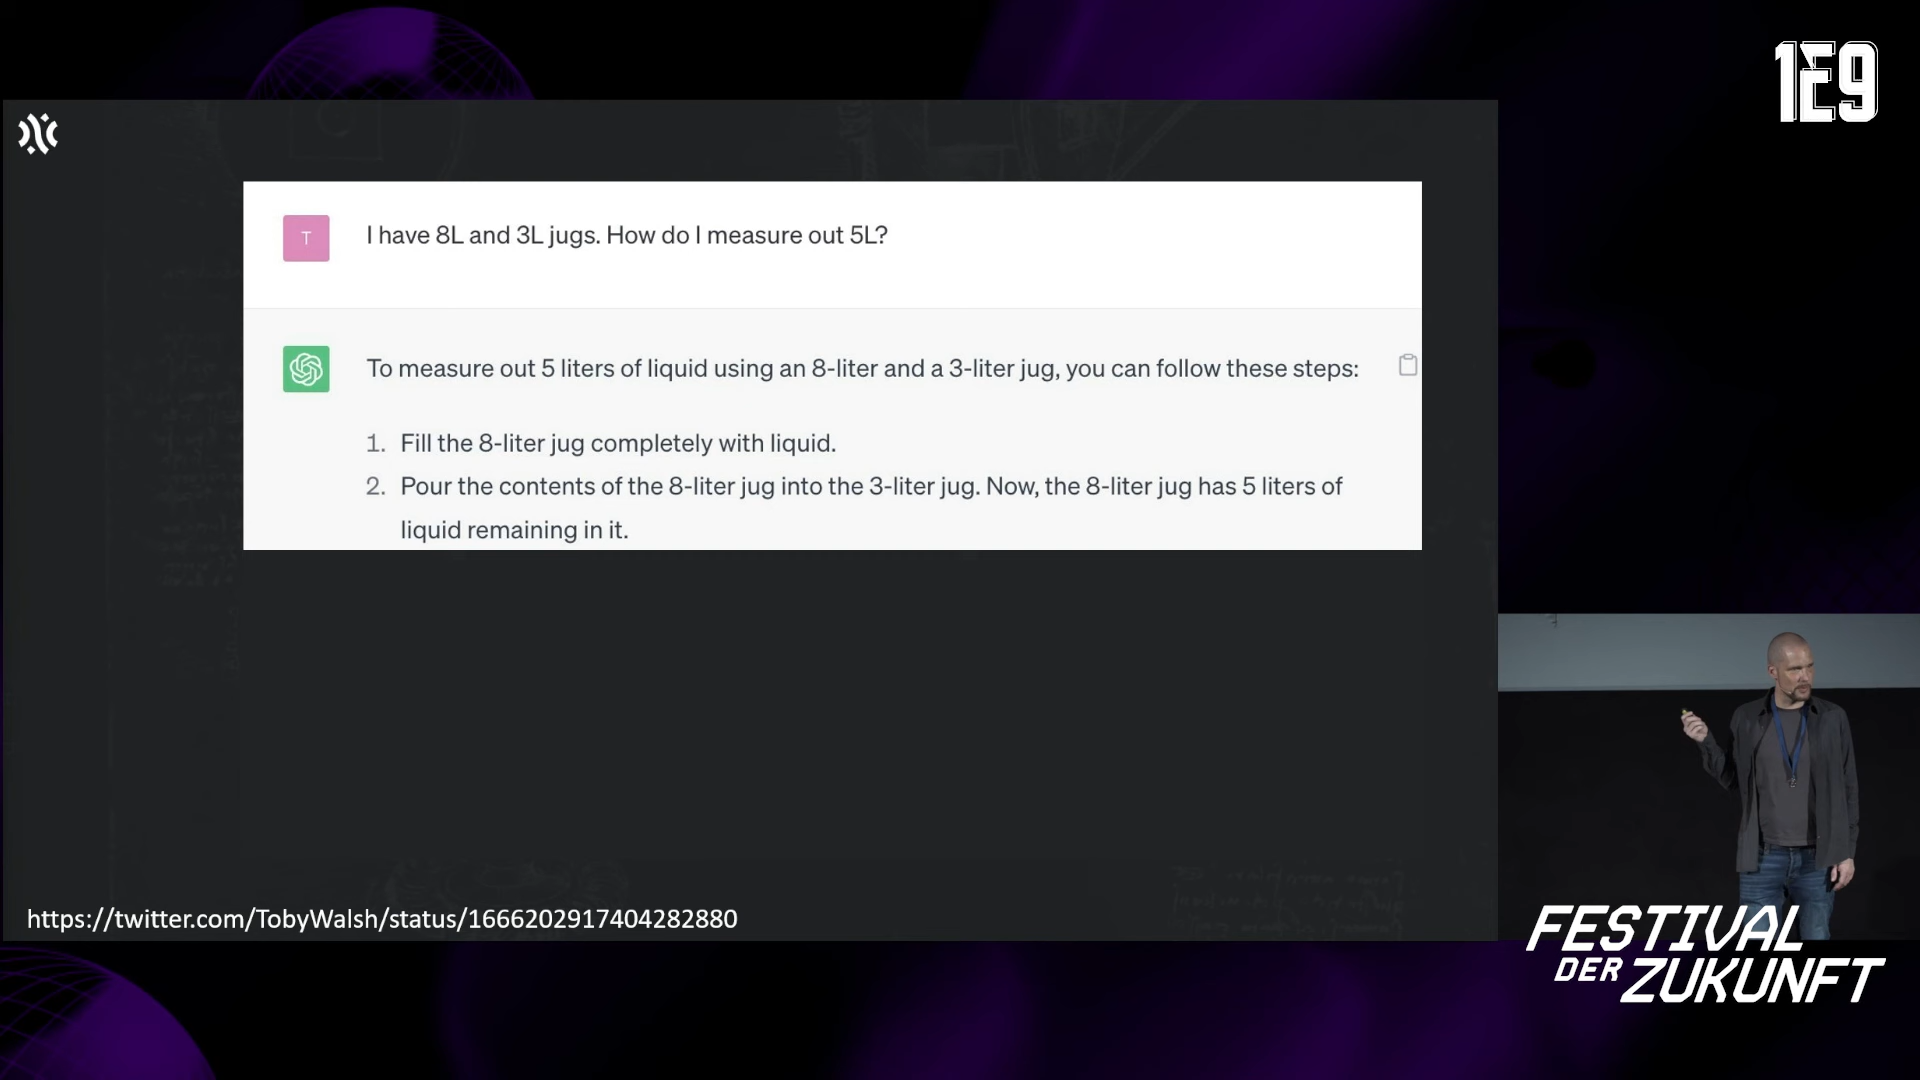 1E9
T
I have 8L and 3L jugs. How do I measure out 5L?
To measure out 5 liters of liquid using an 8-liter and a 3-liter jug, you can follow these steps:
1. Fill the 8-liter jug completely with liquid.
2. Pour the contents of the 8-liter jug into the 3-liter jug. Now, the 8-liter jug has 5 liters of
liquid remaining in it.
https://twitter.com/TobyWalsh/status/1666202917404282880
FESTIVAL
DER ZUKUNFT